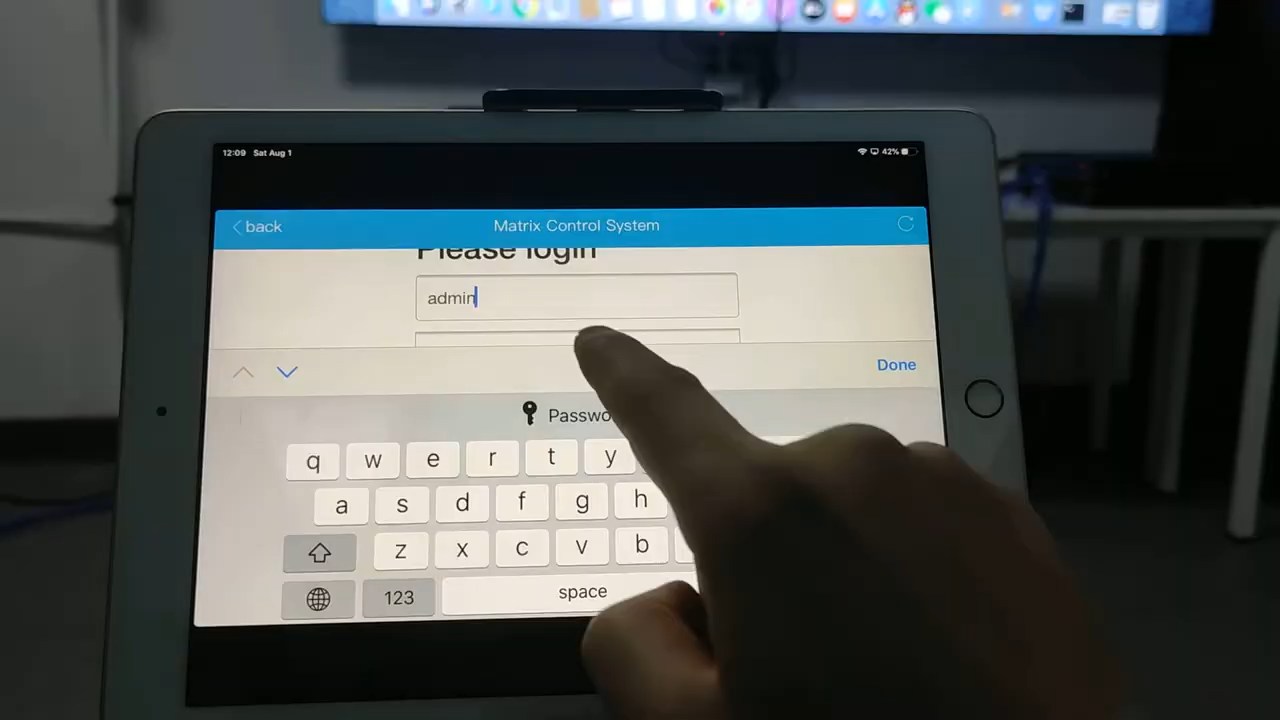 12:09 Sat Aug 1
42%
back
Matrix Control System
Please login
admin
Done
q w e r t y
a s d f g h
z x c v b
123
space